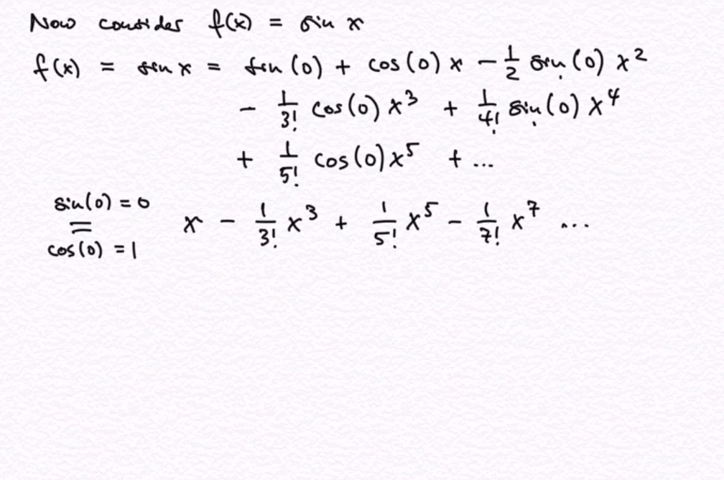 Now consider f(x) = sin x
f(x) = sin x = sin(0) + cos(0) x - 1/2 sin(0) x²
- 1/3! cos(0) x³ + 1/4! sin(0) x⁴
+ 1/5! cos(0) x⁵ + ...
sin(0) = 0
= x - 1/3! x³ + 1/5! x⁵ - 1/7! x⁷ ...
cos(0) = 1